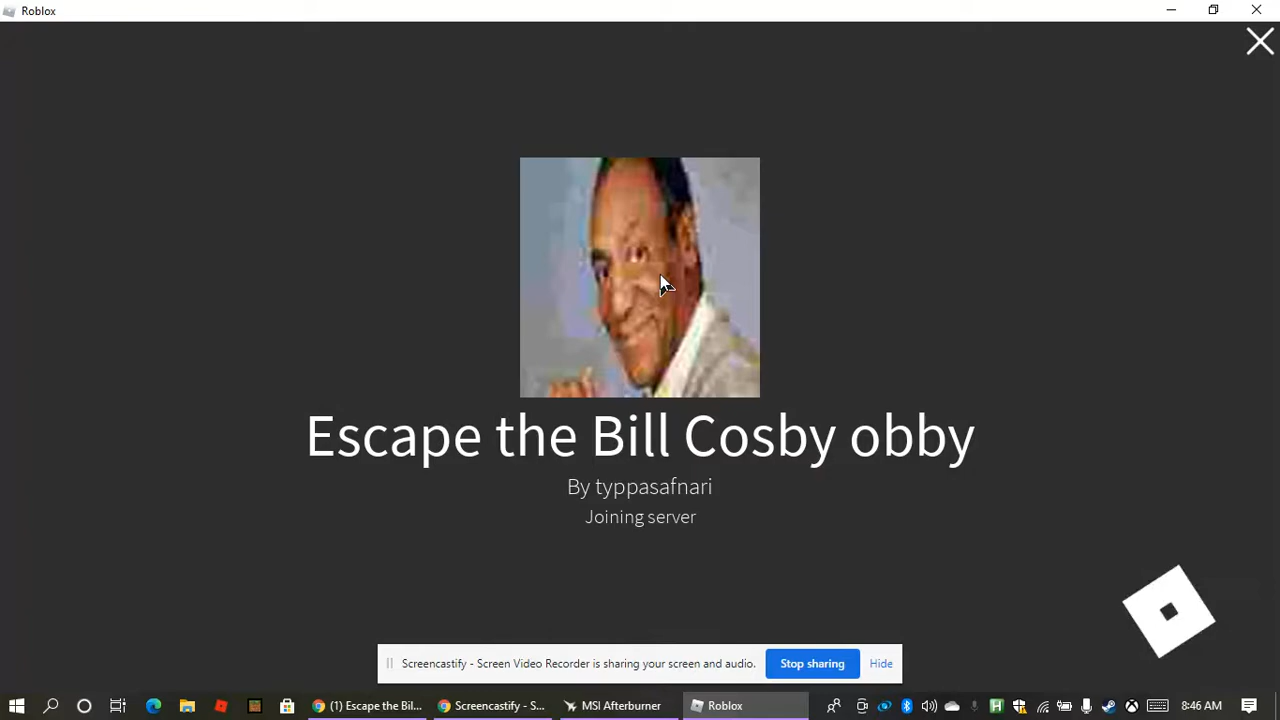 Roblox
Escape the Bill Cosby obby
By typpasafnari
Joining server
Screencastify - Screen Video Recorder is sharing your screen and audio. Stop sharing Hide
(1) Escape the Bil... Screencastify - S... MSI Afterburner Roblox 8:46 AM